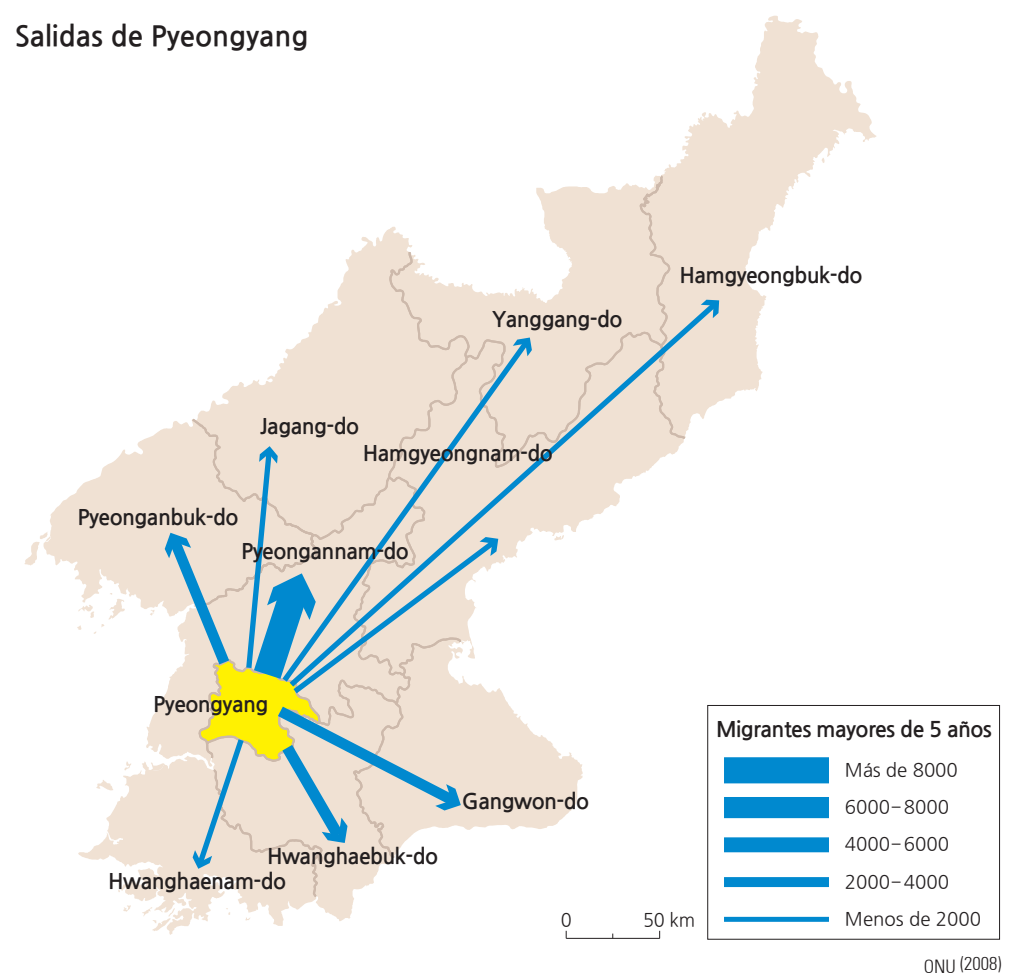 Salidas de Pyeongyang
Hamgyeongbuk-do
Yanggang-do
Jagang-do
Hamgyeongnam-do
Pyeonganbuk-do
Pyeongannam-do
Pyeongyang
Gangwon-do
Hwanghaebuk-do
Hwanghaenam-do
Migrantes mayores de 5 años
Más de 8000
6000–8000
4000–6000
2000–4000
Menos de 2000
0 50 km
ONU (2008)